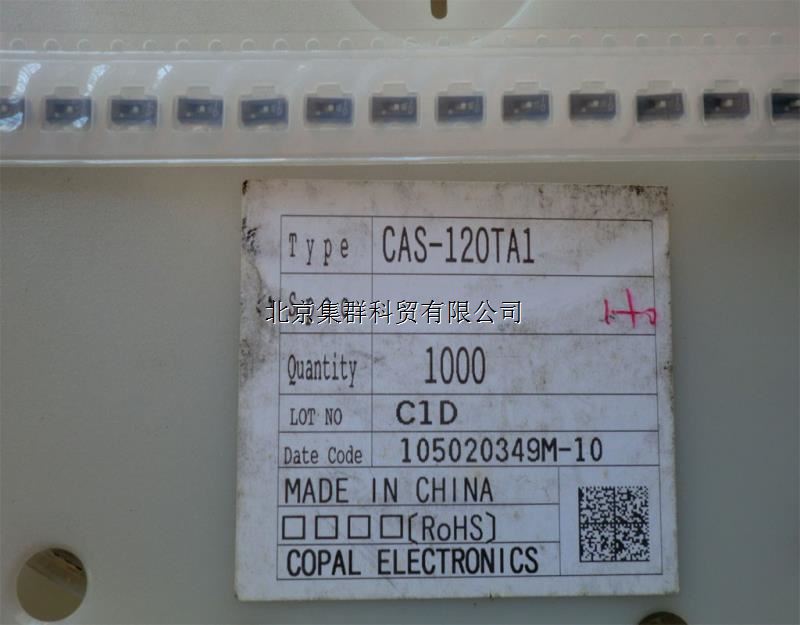 Type CAS-120TA1
北京集群科贸有限公司
Quantity 1000
LOT NO C1D
Date Code 105020349M-10
MADE IN CHINA
□□□□(RoHS)
COPAL ELECTRONICS